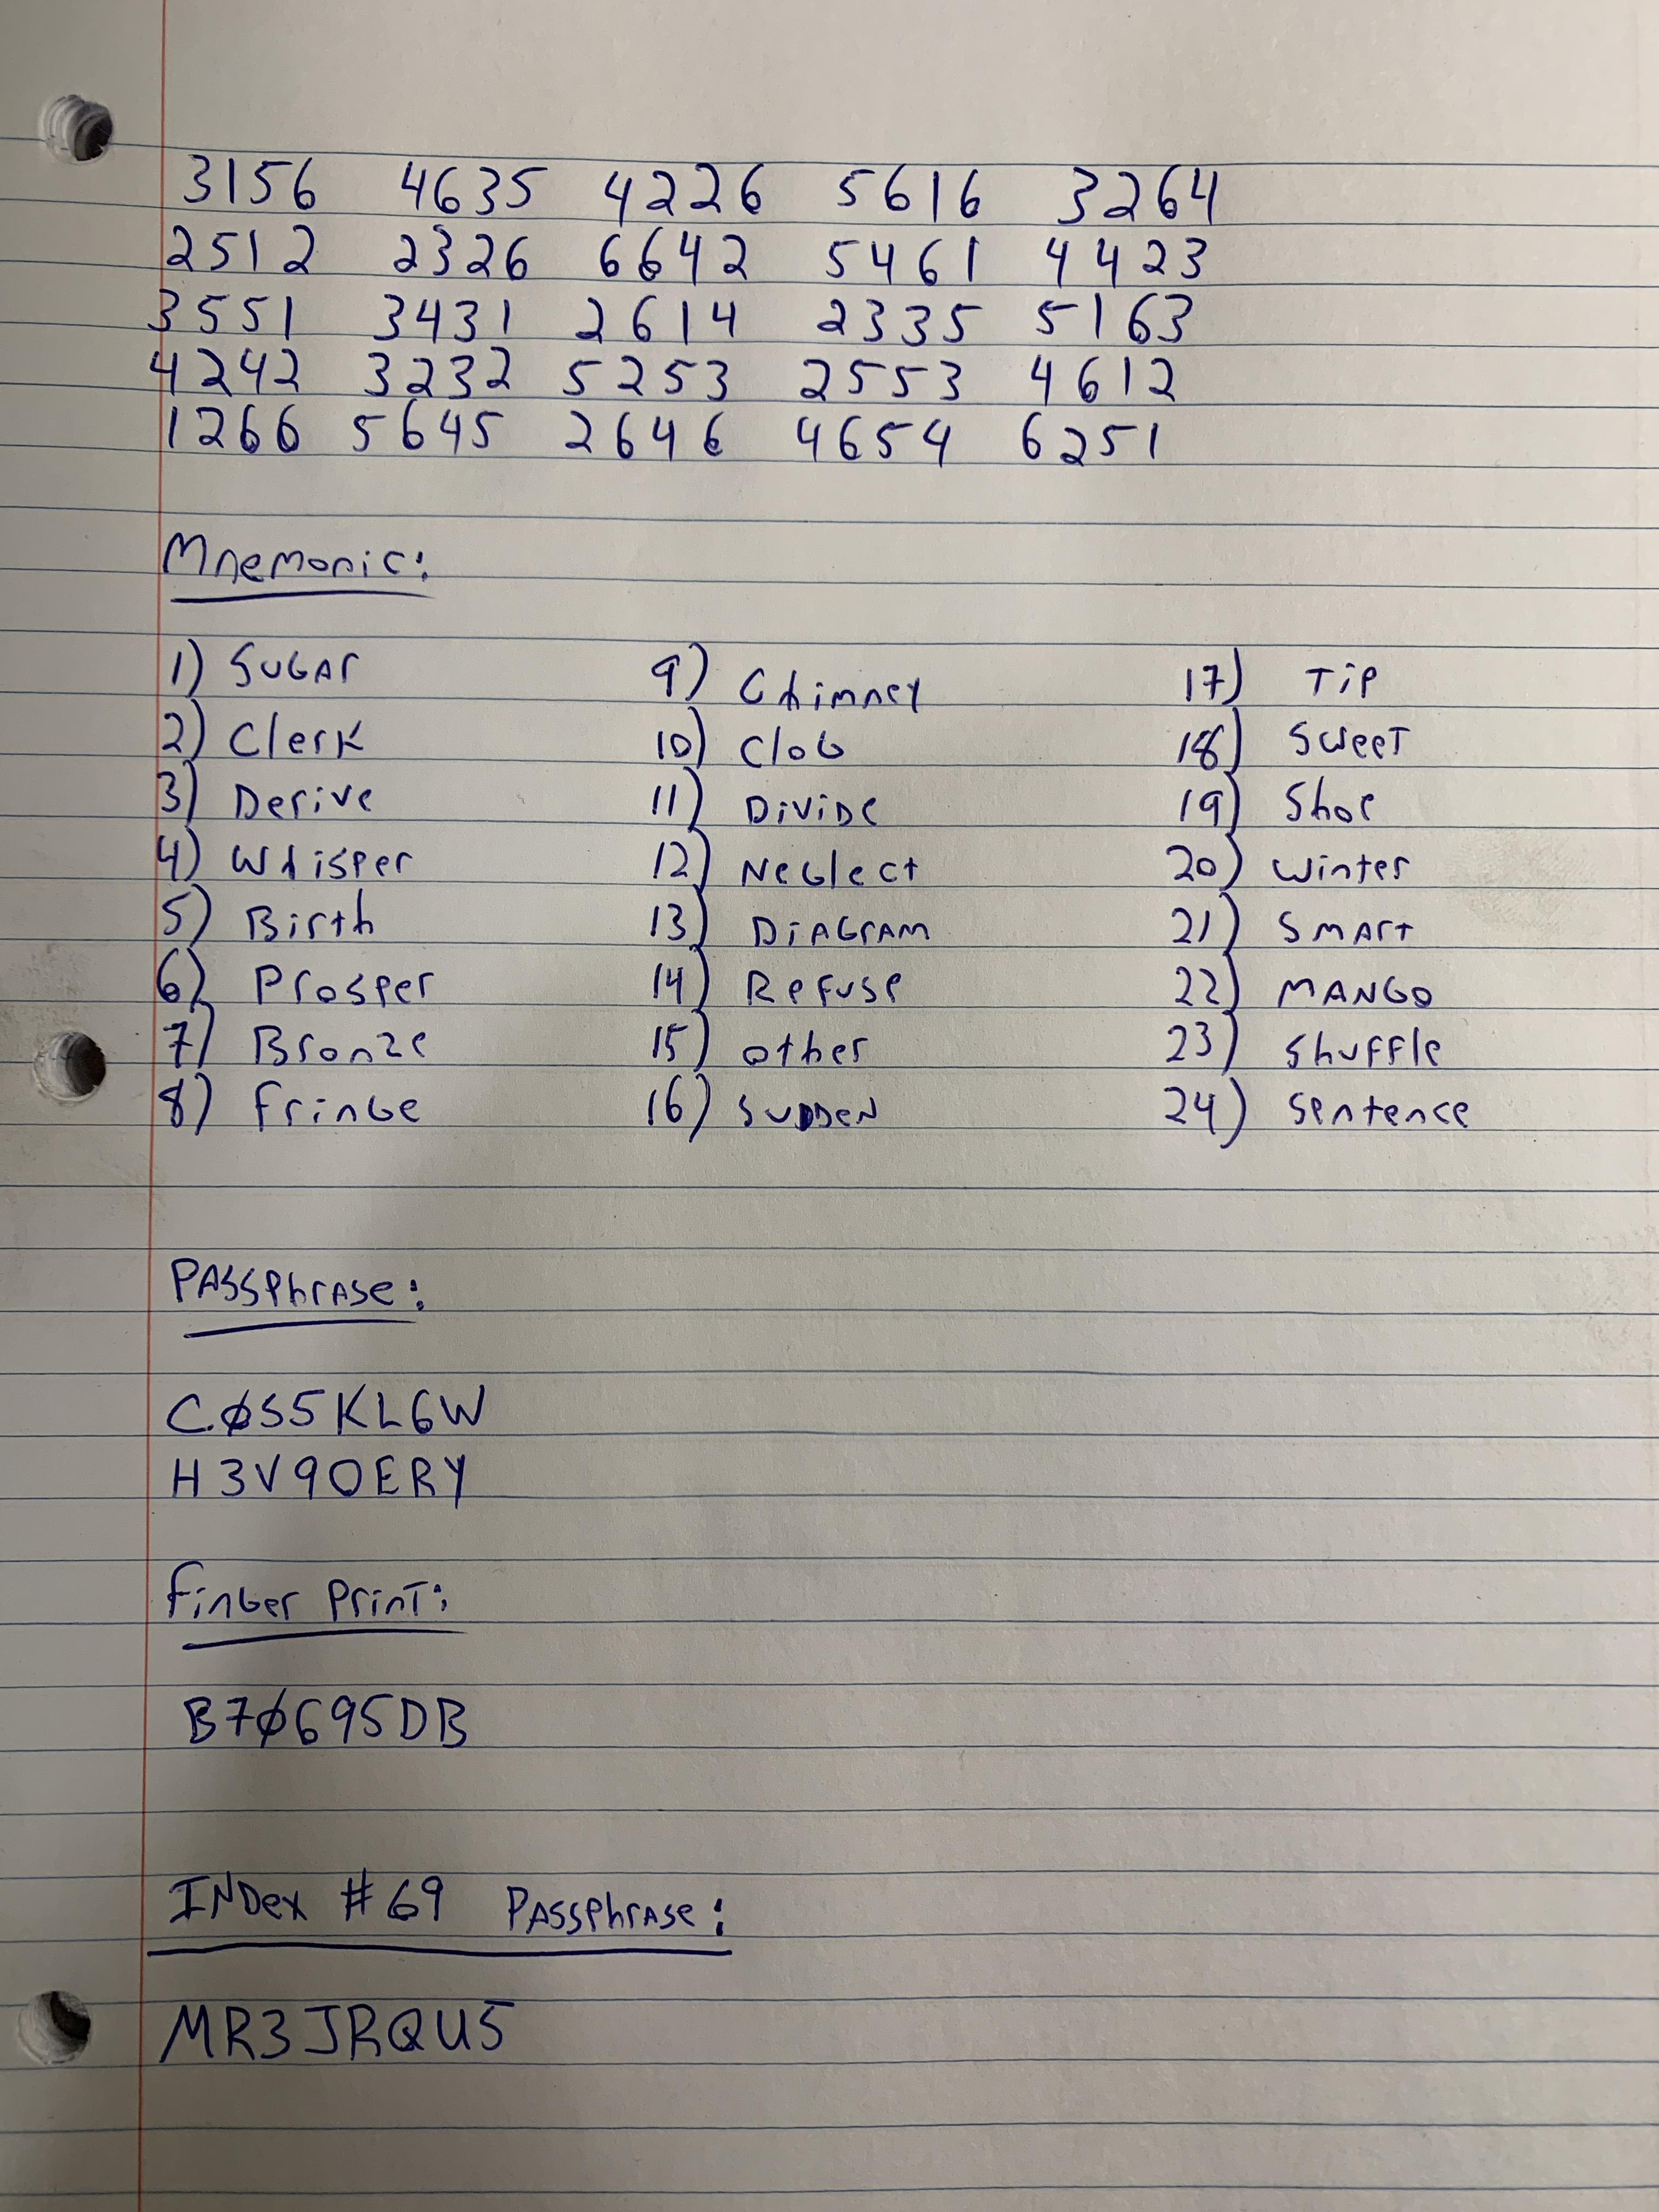 3156 4635 4226 5616 3264
2512 2326 6642 5461 4423
3551 3431 2614 2335 5163
4242 3232 5253 2553 4612
1266 5645 2646 4654 6251
Mnemonic:
1) Sugar 9) Chimney 17) Tip
2) Clerk 10) Clog 18) Sweet
3) Derive 11) Divide 19) Shoe
4) Whisper 12) Neglect 20) Winter
5) Birth 13) Diagram 21) Smart
6) Prosper 14) Refuse 22) MANGO
7) Bronze 15) other 23) Shuffle
8) Fringe 16) Sudden 24) Sentence
Passphrase:
CØS5KLGW
H3V9OERY
Finger Print:
B7Ø695DB
Index #69 Passphrase:
MR3JRQU5